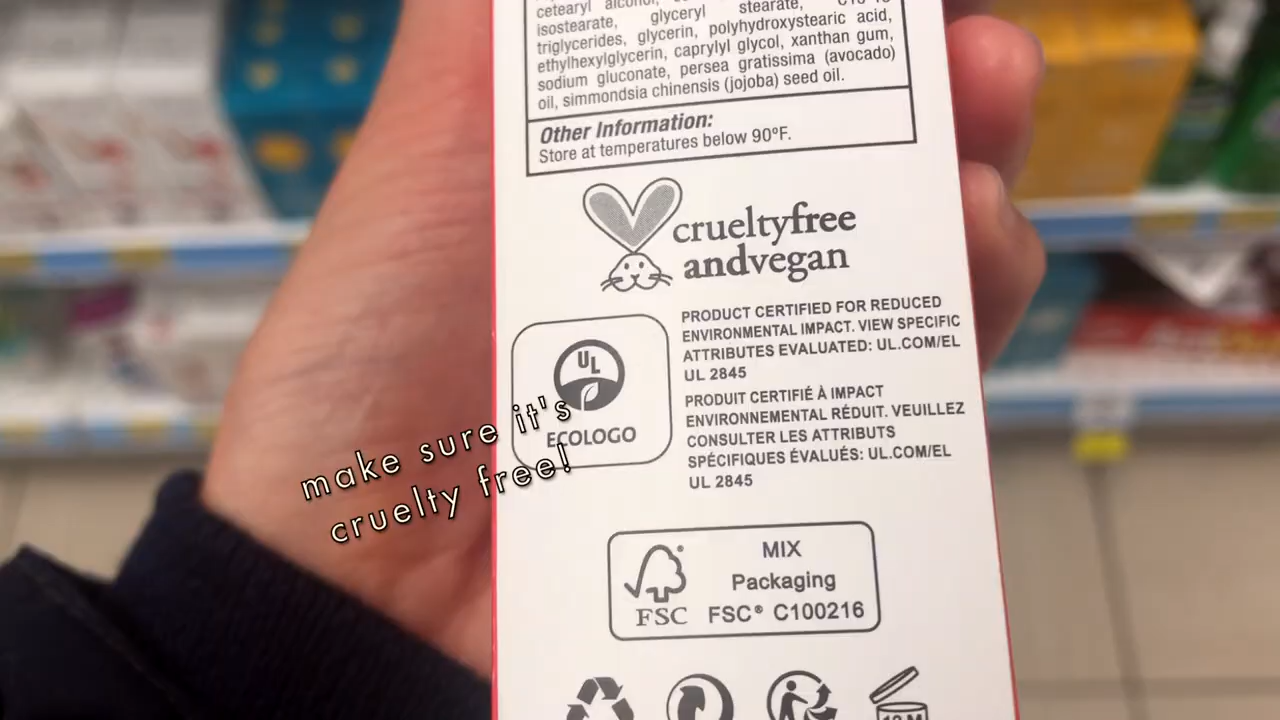 cetearyl alcohol,
isostearate, glyceryl stearate,
triglycerides, glycerin, polyhydroxystearic acid,
ethylhexylglycerin, caprylyl glycol, xanthan gum,
sodium gluconate, persea gratissima (avocado)
oil, simmondsia chinensis (jojoba) seed oil.
Other Information:
Store at temperatures below 90°F.
crueltyfree
andvegan
PRODUCT CERTIFIED FOR REDUCED
ENVIRONMENTAL IMPACT. VIEW SPECIFIC
ATTRIBUTES EVALUATED: UL.COM/EL
UL 2845
UL
ECOLOGO
PRODUIT CERTIFIÉ À IMPACT
ENVIRONNEMENTAL RÉDUIT. VEUILLEZ
CONSULTER LES ATTRIBUTS
SPÉCIFIQUES ÉVALUÉS: UL.COM/EL
UL 2845
make sure it's
cruelty free!
MIX
Packaging
FSC
FSC® C100216
12 M